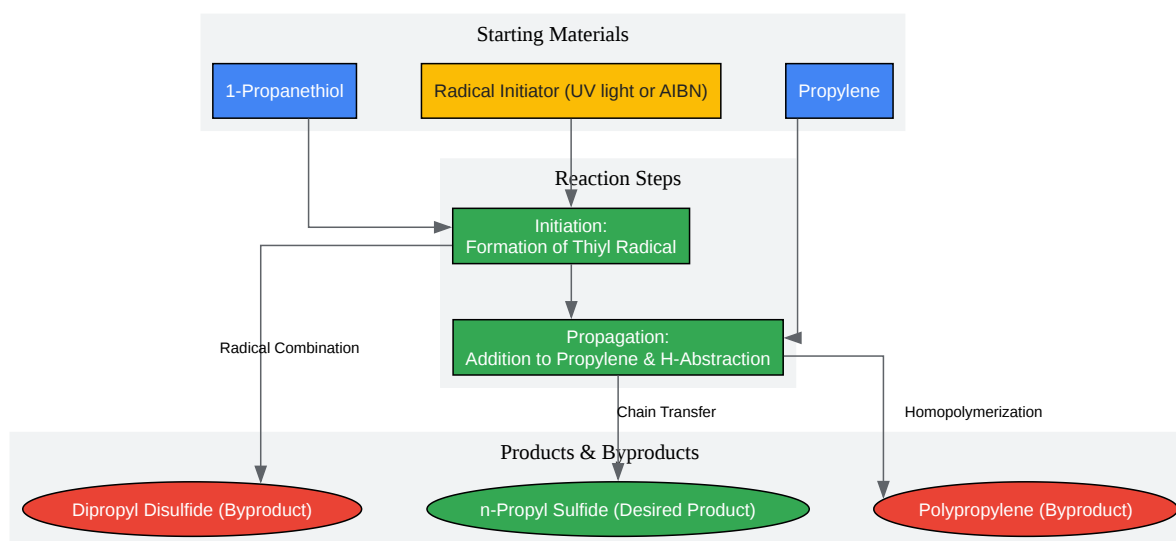 Starting Materials
1-Propanethiol
Radical Initiator (UV light or AIBN)
Propylene
Reaction Steps
Initiation:
Formation of Thiyl Radical
Propagation:
Addition to Propylene & H-Abstraction
Radical Combination
Chain Transfer
Homopolymerization
Products & Byproducts
Dipropyl Disulfide (Byproduct)
n-Propyl Sulfide (Desired Product)
Polypropylene (Byproduct)